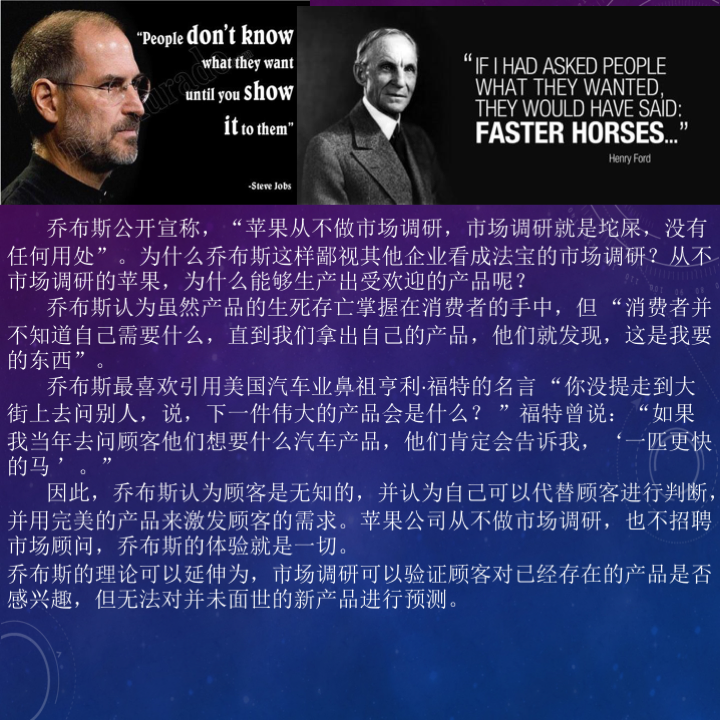 “People don’t know
what they want
until you show
it to them”
-Steve Jobs
“IF I HAD ASKED PEOPLE
WHAT THEY WANTED,
THEY WOULD HAVE SAID:
FASTER HORSES...”
Henry Ford
乔布斯公开宣称，“苹果从不做市场调研，市场调研就是坨屎，没有
任何用处”。为什么乔布斯这样鄙视其他企业看成法宝的市场调研？从不
市场调研的苹果，为什么能够生产出受欢迎的产品呢？
乔布斯认为虽然产品的生死存亡掌握在消费者的手中，但“消费者并
不知道自己需要什么，直到我们拿出自己的产品，他们就发现，这是我要
的东西”。
乔布斯最喜欢引用美国汽车业鼻祖亨利·福特的名言“你没提走到大
街上去问别人，说，下一件伟大的产品会是什么？”福特曾说：“如果
我当年去问顾客他们想要什么汽车产品，他们肯定会告诉我，‘一匹更快
的马’。”
因此，乔布斯认为顾客是无知的，并认为自己可以代替顾客进行判断，
并用完美的产品来激发顾客的需求。苹果公司从不做市场调研，也不招聘
市场顾问，乔布斯的体验就是一切。
乔布斯的理论可以延伸为，市场调研可以验证顾客对已经存在的产品是否
感兴趣，但无法对并未面世的新产品进行预测。